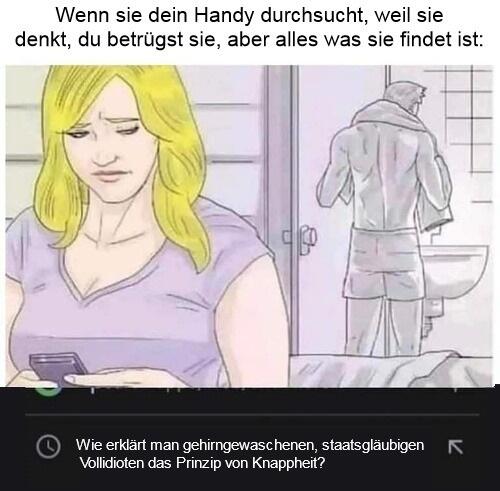 Wenn sie dein Handy durchsucht, weil sie
denkt, du betrügst sie, aber alles was sie findet ist:
Wie erklärt man gehirngewaschenen, staatsgläubigen
Vollidioten das Prinzip von Knappheit?